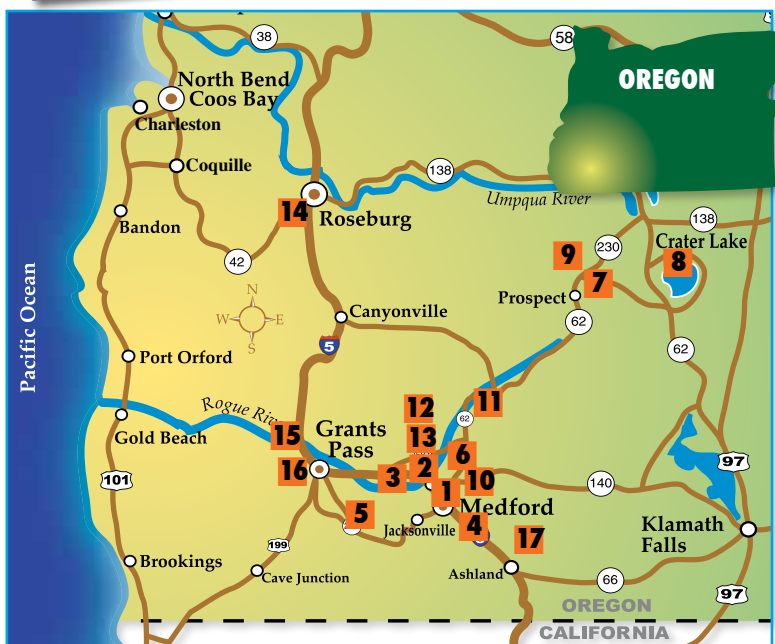 38
58
OREGON
North Bend
Coos Bay
Charleston
Coquille
138
Umpqua River
14
Roseburg
Bandon
138
230
Crater Lake
9
8
7
42
Prospect
N
W
E
S
Canyonville
62
5
62
Pacific Ocean
Port Orford
Rogue
Gold Beach
12
11
62
15
Grants
Pass
13
6
16
3
2
10
97
101
1
140
5
Medford
4
Jacksonville
17
Klamath
Falls
199
Brookings
Cave Junction
Ashland
66
97
OREGON
CALIFORNIA